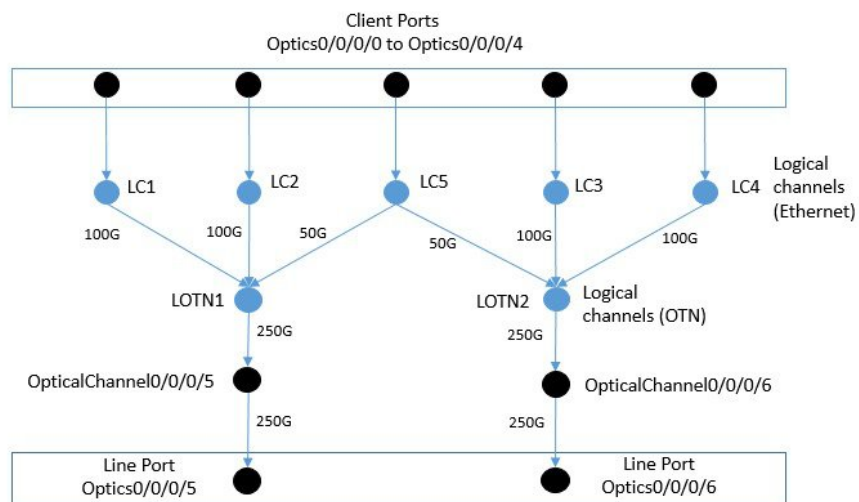 Client Ports
Optics0/0/0/0 to Optics0/0/0/4
LC1
LC2
LC5
LC3
LC4
Logical
channels
(Ethernet)
100G
100G
50G
50G
100G
100G
LOTN1
LOTN2
Logical
channels (OTN)
250G
250G
OpticalChannel0/0/0/5
OpticalChannel0/0/0/6
250G
250G
Line Port
Optics0/0/0/5
Line Port
Optics0/0/0/6